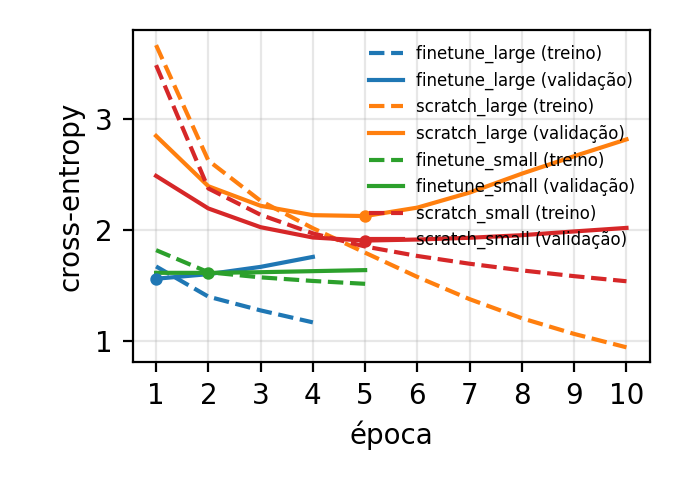 finetune_large (treino)
finetune_large (validação)
scratch_large (treino)
scratch_large (validação)
finetune_small (treino)
finetune_small (validação)
scratch_small (treino)
scratch_small (validação)
cross-entropy
3
2
1
1 2 3 4 5 6 7 8 9 10
época